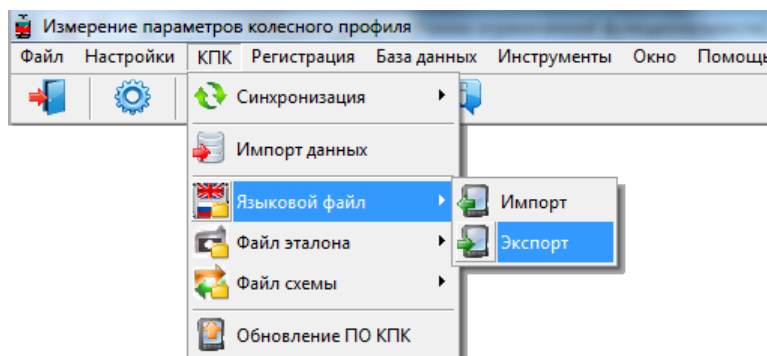 Измерение параметров колесного профиля
Файл Настройки КПК Регистрация База данных Инструменты Окно Помощь
Синхронизация
Импорт данных
Языковой файл
Импорт
Экспорт
Файл эталона
Файл схемы
Обновление ПО КПК